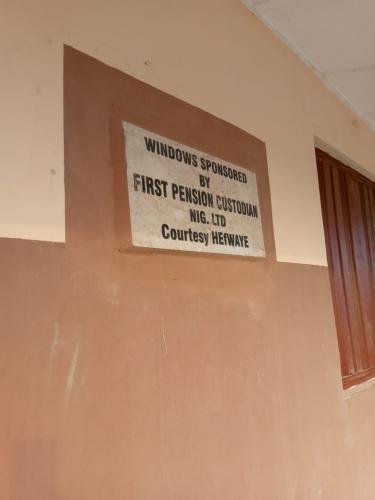 WINDOWS SPONSORED
BY
FIRST PENSION CUSTODIAN
NIG. LTD
Courtesy HEfWAYE